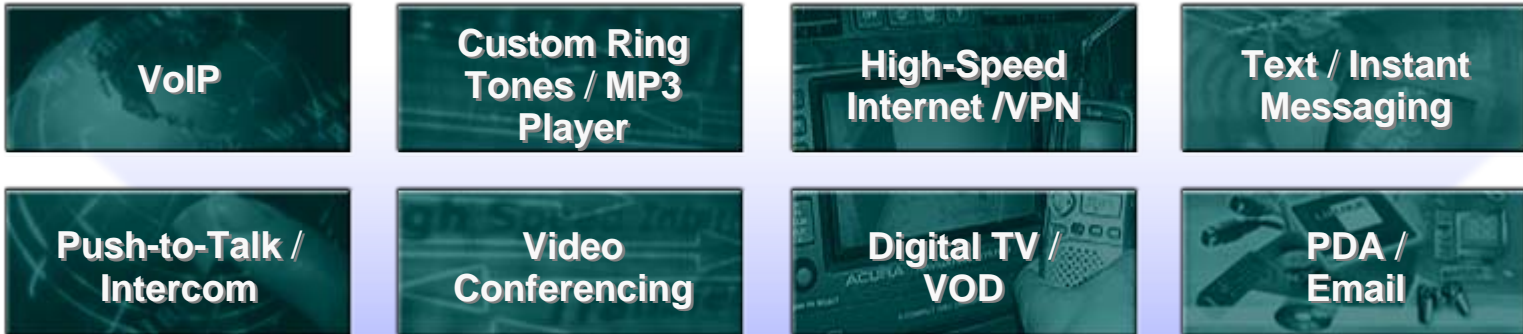 VoIP
Custom Ring
Tones / MP3
Player
High-Speed
Internet /VPN
Text / Instant
Messaging
Push-to-Talk /
Intercom
Video
Conferencing
Digital TV /
VOD
ACURA
PDA /
Email